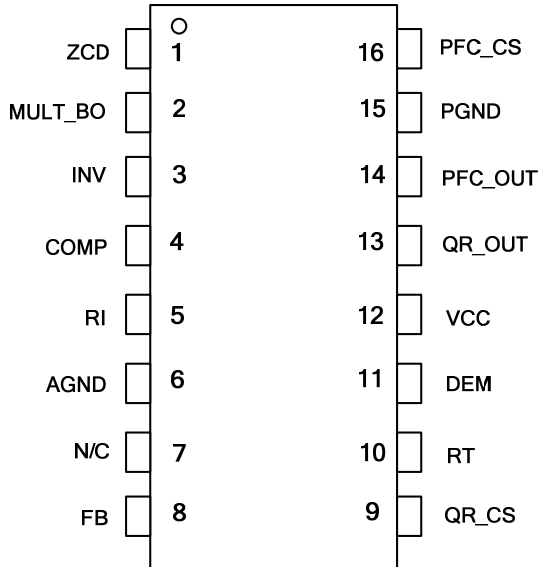 ZCD 1 16 PFC_CS
MULT_BO 2 15 PGND
INV 3 14 PFC_OUT
COMP 4 13 QR_OUT
RI 5 12 VCC
AGND 6 11 DEM
N/C 7 10 RT
FB 8 9 QR_CS